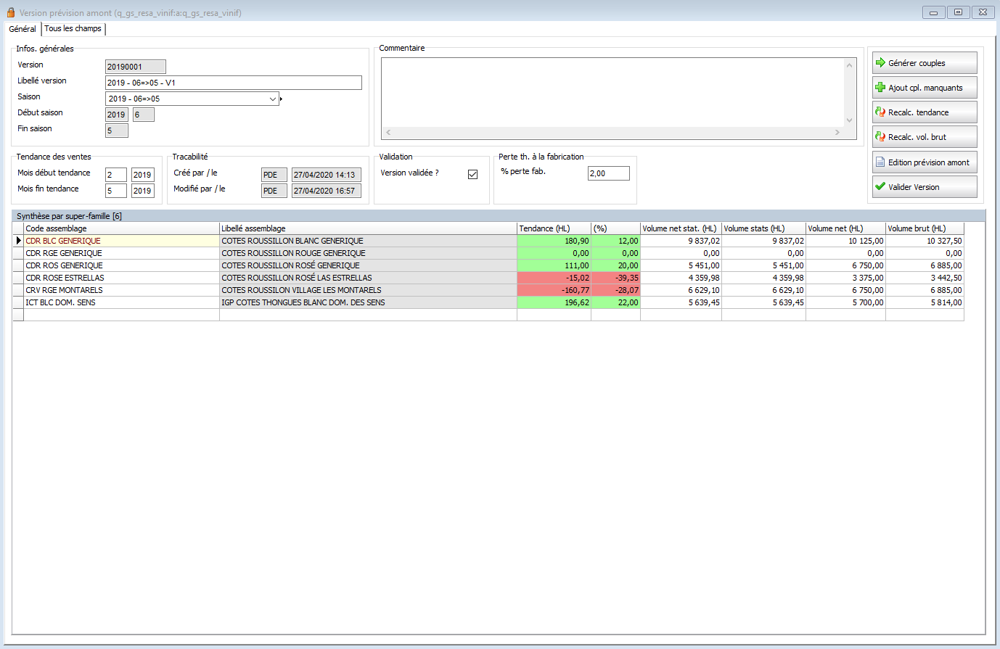 Version prévision amont (q_gs_resa_vinif:a:q_gs_resa_vinif)
Général Tous les champs
Infos. générales
Version 20190001
Libellé version 2019 - 06=>05 - V1
Saison 2019 - 06=>05
Début saison 2019 6
Fin saison 5
Commentaire
Générer couples
Ajout cpl. manquants
Recalc. tendance
Recalc. vol. brut
Edition prévision amont
Valider Version
Tendance des ventes
Mois début tendance 2 2019
Mois fin tendance 5 2019
Tracabilité
Créé par / le PDE 27/04/2020 14:13
Modifié par / le PDE 27/04/2020 16:57
Validation
Version validée ?
Perte th. à la fabrication
% perte fab. 2,00
Synthèse par super-famille [6]
Code assemblage Libellé assemblage Tendance (HL) (%) Volume net stat. (HL) Volume stats (HL) Volume net (HL) Volume brut (HL)
CDR BLC GENERIQUE COTES ROUSSILLON BLANC GENERIQUE 180,90 12,00 9 837,02 9 837,02 10 125,00 10 327,50
CDR RGE GENERIQUE COTES ROUSSILLON ROUGE GENERIQUE 0,00 0,00 0,00 0,00 0,00 0,00
CDR ROS GENERIQUE COTES ROUSSILLON ROSÉ GENERIQUE 111,00 20,00 5 451,00 5 451,00 6 750,00 6 885,00
CDR ROSE ESTRELLAS COTES ROUSSILLON ROSÉ LAS ESTRELLAS -15,02 -39,35 4 359,98 4 359,98 3 375,00 3 442,50
CRV RGE MONTARELS COTES ROUSSILON VILLAGE LES MONTARELS -160,77 -28,07 6 629,10 6 629,10 6 750,00 6 885,00
ICT BLC DOM. SENS IGP COTES THONGUES BLANC DOM. DES SENS 196,62 22,00 5 639,45 5 639,45 5 700,00 5 814,00